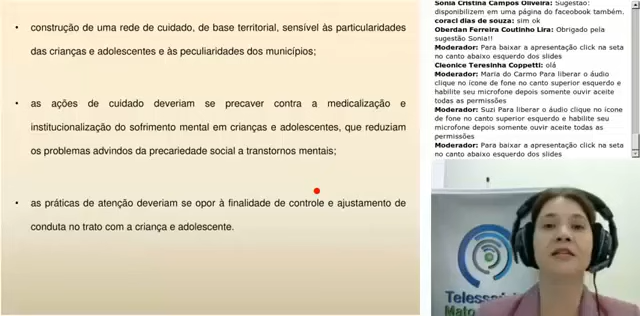 • construção de uma rede de cuidado, de base territorial, sensível às particularidades
das crianças e adolescentes e às peculiaridades dos municípios;
• as ações de cuidado deveriam se precaver contra a medicalização e
institucionalização do sofrimento mental em crianças e adolescentes, que reduziam
os problemas advindos da precariedade social a transtornos mentais;
• as práticas de atenção deveriam se opor à finalidade de controle e ajustamento de
conduta no trato com a criança e adolescente.
Sonia Cristina Campos Oliveira: Sugestão:
disponibilizem em uma página do faceobook também,
coraci dias de souza: sim ok
Oberdan Ferreira Coutinho Lira: Obrigado pela
sugestão Sonia!!
Moderador: Para baixar a apresentação click na seta
no canto abaixo esquerdo dos slides
Cleonice Teresinha Coppetti: olá
Moderador: Maria do Carmo Para liberar o áudio
clique no ícone de fone no canto superior esquerdo e
habilite seu microfone depois somente ouvir aceite
todas as permissões
Moderador: Suzi Para liberar o áudio clique no ícone
de fone no canto superior esquerdo e habilite seu
microfone depois somente ouvir aceite todas as
permissões
Moderador: Para baixar a apresentação click na seta
no canto abaixo esquerdo dos slides
Mato